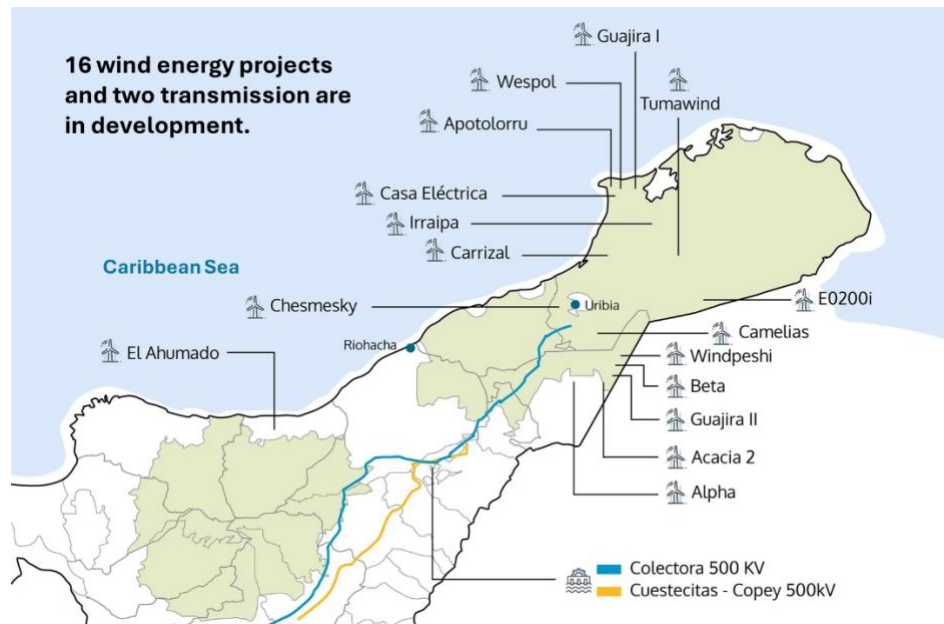 16 wind energy projects
and two transmission are
in development.
Guajira I
Wespol
Tumawind
Apotolorru
Casa Eléctrica
Irraipa
Carrizal
Caribbean Sea
Chesmesky
Uribia
E0200i
Camelias
Riohacha
El Ahumado
Windpeshi
Beta
Guajira II
Acacia 2
Alpha
Colectora 500 KV
Cuestecitas - Copey 500kV